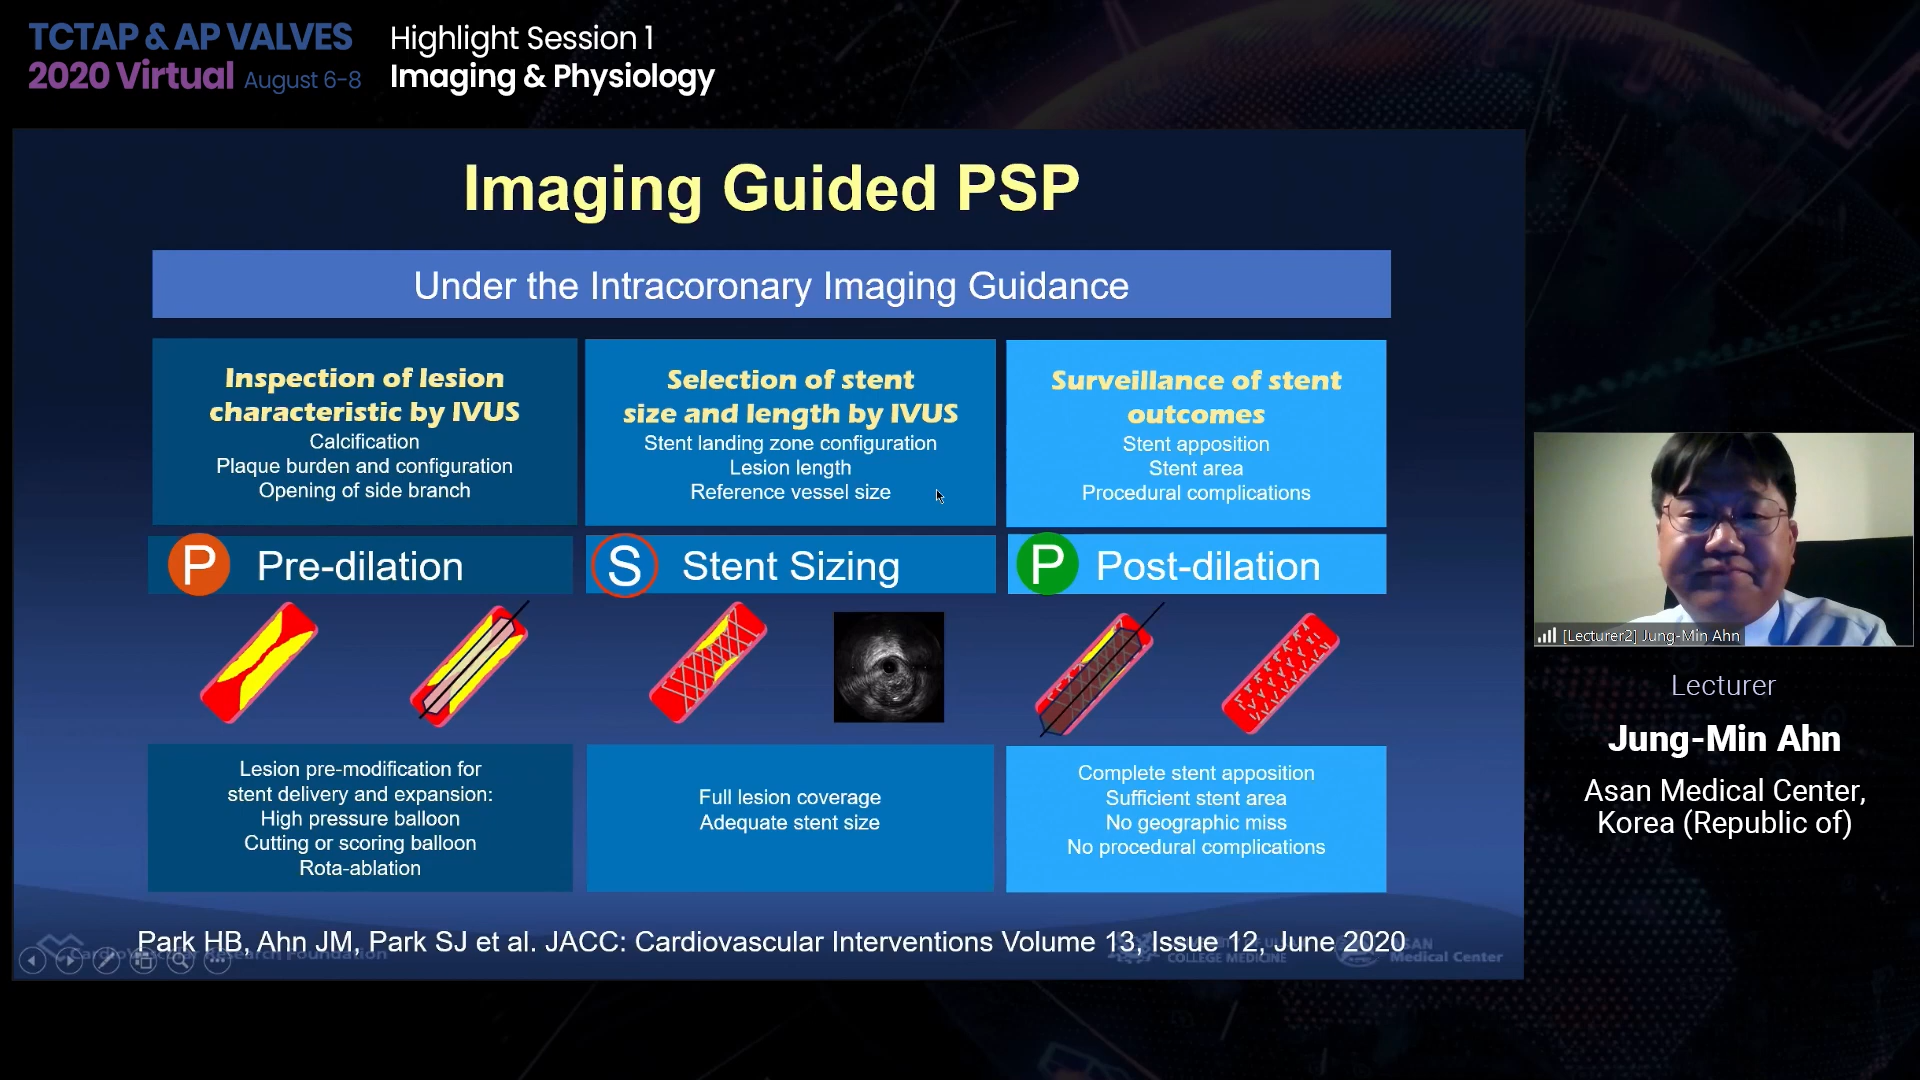 TCTAP & AP VALVES
2020 Virtual August 6-8
Highlight Session 1
Imaging & Physiology
Imaging Guided PSP
Under the Intracoronary Imaging Guidance
Inspection of lesion
characteristic by IVUS
Calcification
Plaque burden and configuration
Opening of side branch
Selection of stent
size and length by IVUS
Stent landing zone configuration
Lesion length
Reference vessel size
Surveillance of stent
outcomes
Stent apposition
Stent area
Procedural complications
P Pre-dilation
S Stent Sizing
P Post-dilation
Lesion pre-modification for
stent delivery and expansion:
High pressure balloon
Cutting or scoring balloon
Rota-ablation
Full lesion coverage
Adequate stent size
Complete stent apposition
Sufficient stent area
No geographic miss
No procedural complications
Park HB, Ahn JM, Park SJ et al. JACC: Cardiovascular Interventions Volume 13, Issue 12, June 2020
Research Foundation
COLLEGE MEDICINE
Medical Center
[Lecturer2] Jung-Min Ahn
Lecturer
Jung-Min Ahn
Asan Medical Center,
Korea (Republic of)